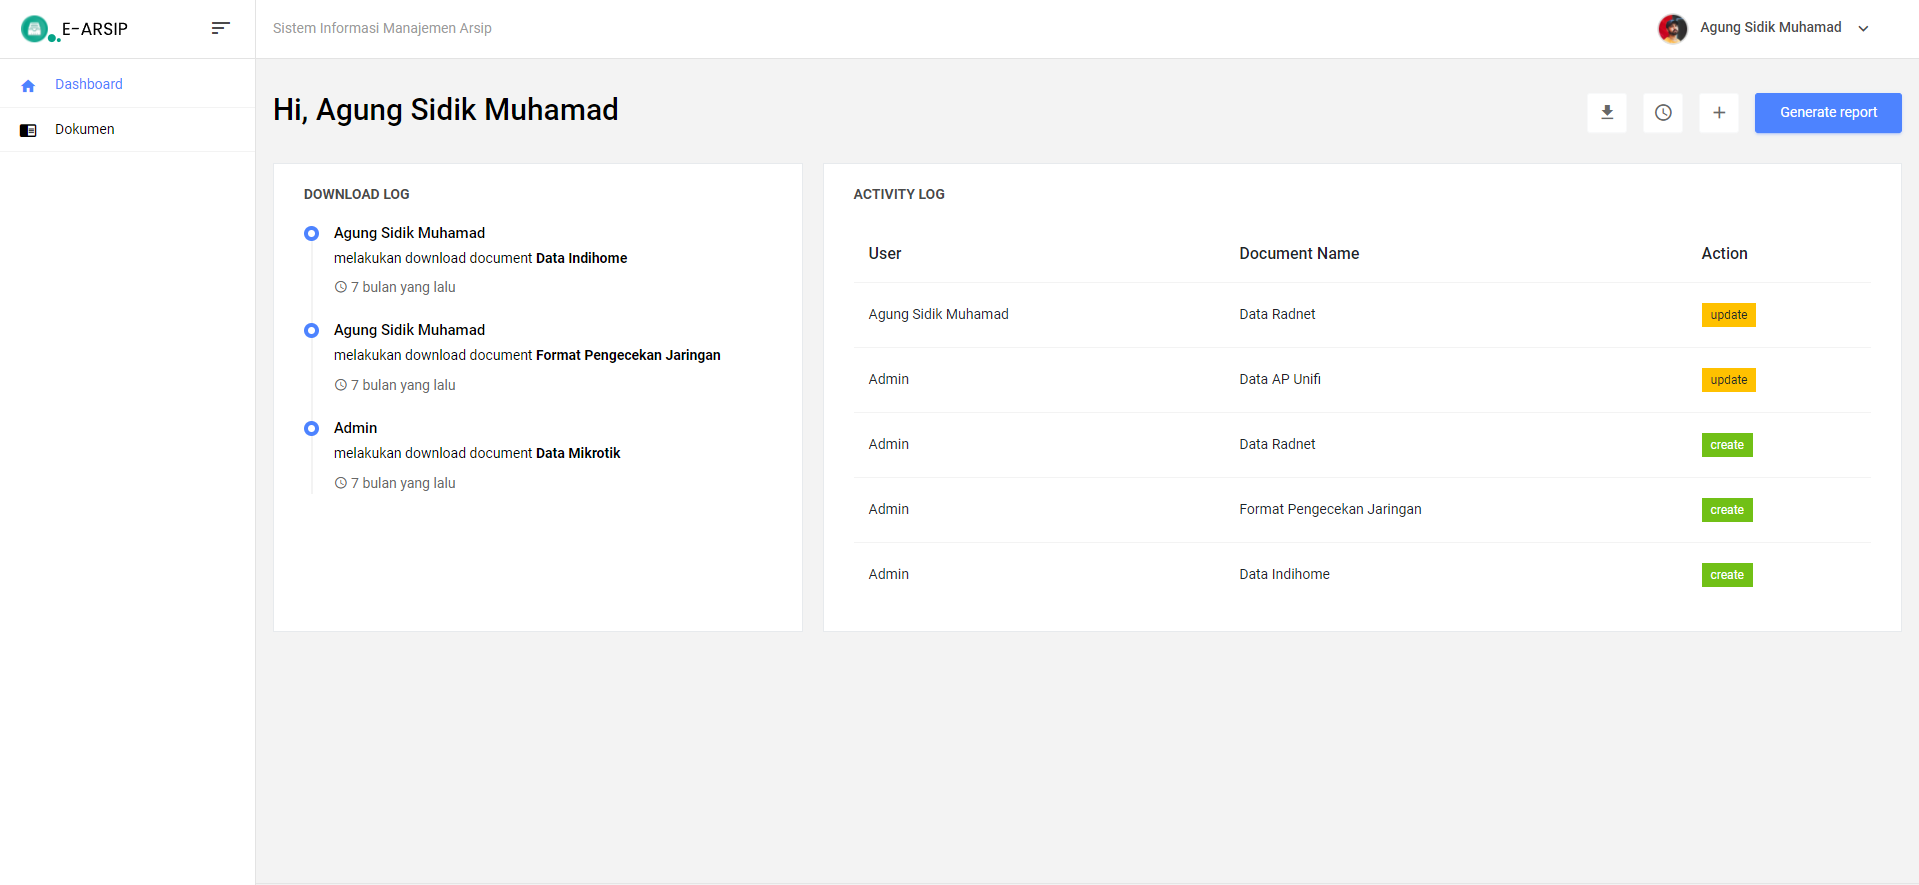 E-ARSIP
Sistem Informasi Manajemen Arsip
Agung Sidik Muhamad
Dashboard
Dokumen
Hi, Agung Sidik Muhamad
Generate report
DOWNLOAD LOG
Agung Sidik Muhamad
melakukan download document Data Indihome
7 bulan yang lalu
Agung Sidik Muhamad
melakukan download document Format Pengecekan Jaringan
7 bulan yang lalu
Admin
melakukan download document Data Mikrotik
7 bulan yang lalu
ACTIVITY LOG
User Document Name Action
Agung Sidik Muhamad Data Radnet update
Admin Data AP Unifi update
Admin Data Radnet create
Admin Format Pengecekan Jaringan create
Admin Data Indihome create